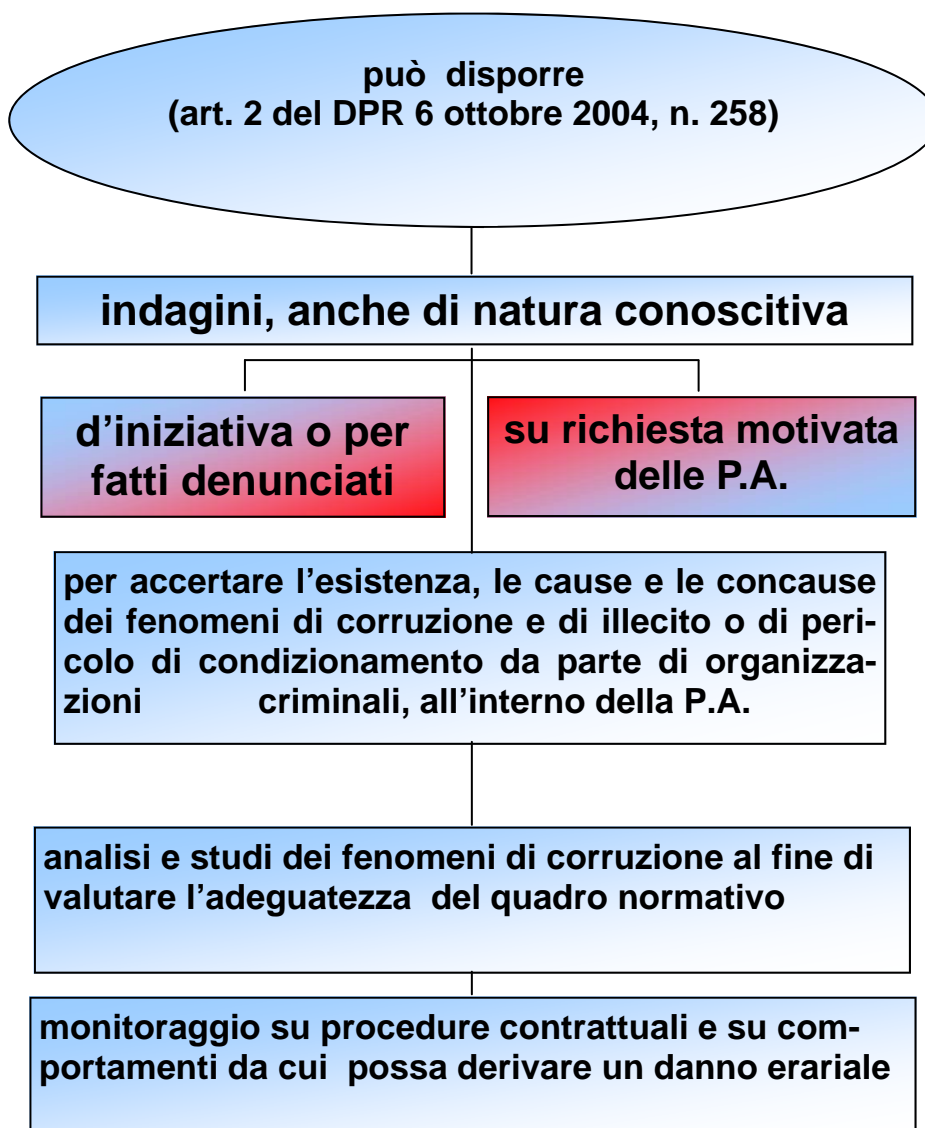 può disporre
(art. 2 del DPR 6 ottobre 2004, n. 258)
indagini, anche di natura conoscitiva
d'iniziativa o per
fatti denunciati
su richiesta motivata
delle P.A.
per accertare l’esistenza, le cause e le concause
dei fenomeni di corruzione e di illecito o di peri-
colo di condizionamento da parte di organizza-
zioni criminali, all’interno della P.A.
analisi e studi dei fenomeni di corruzione al fine di
valutare l’adeguatezza del quadro normativo
monitoraggio su procedure contrattuali e su com-
portamenti da cui possa derivare un danno erariale